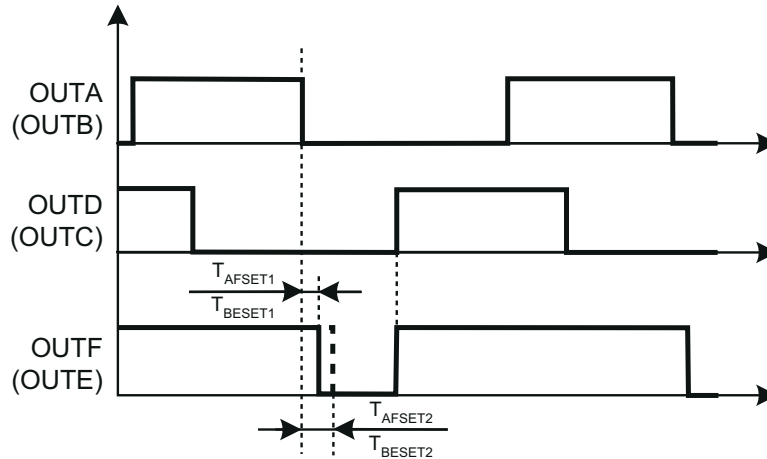 OUTA
(OUTB)
OUTD
(OUTC)
TAFSET1
TBESET1
OUTF
(OUTE)
TAFSET2
TBESET2